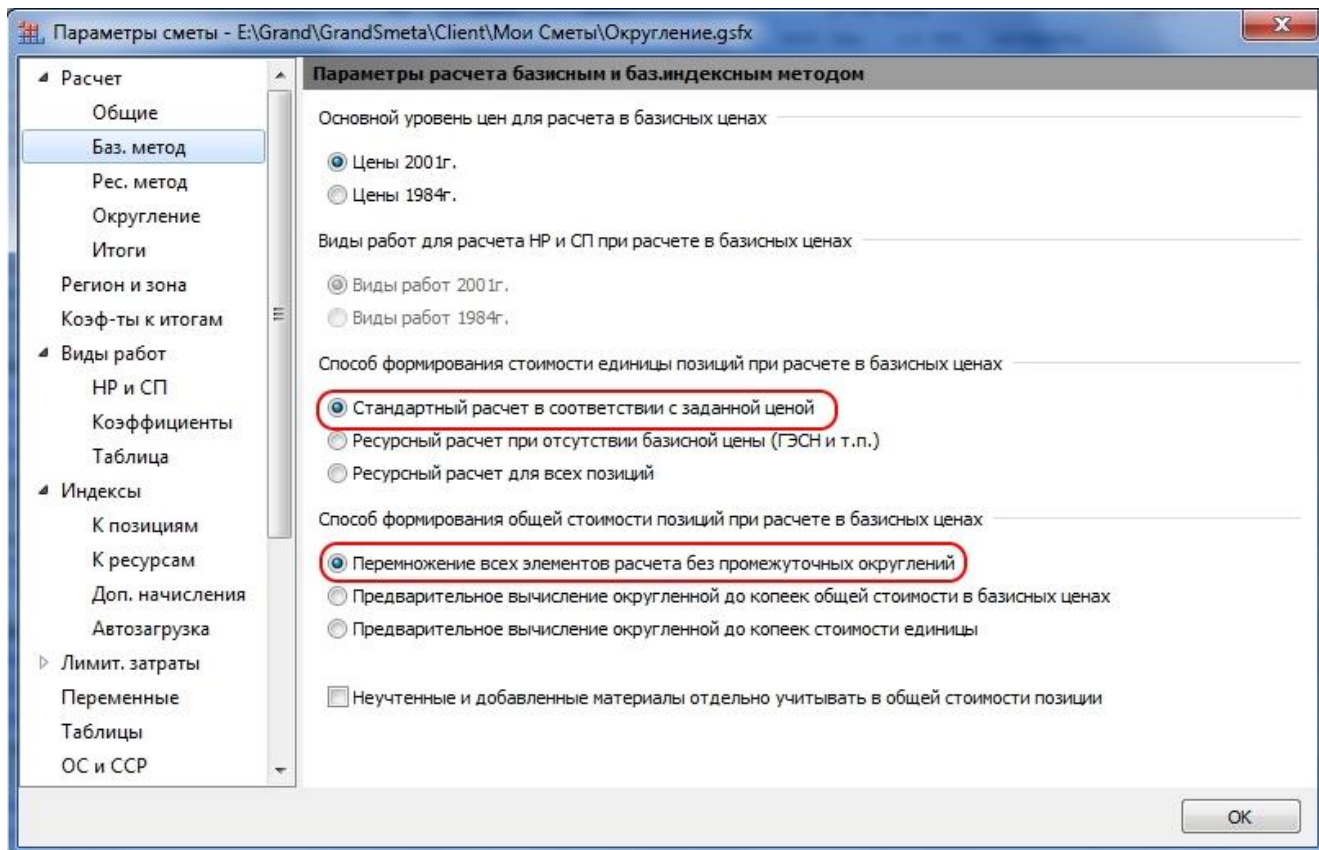 Параметры сметы - E:\Grand\GrandSmeta\Client\Мои Сметы\Округление.gsfx
Расчет
Общие
Баз. метод
Рес. метод
Округление
Итоги
Регион и зона
Коэф-ты к итогам
Виды работ
НР и СП
Коэффициенты
Таблица
Индексы
К позициям
К ресурсам
Доп. начисления
Автозагрузка
Лимит. затраты
Переменные
Таблицы
ОС и ССР
Параметры расчета базисным и баз.индексным методом
Основной уровень цен для расчета в базисных ценах
Цены 2001г.
Цены 1984г.
Виды работ для расчета НР и СП при расчете в базисных ценах
Виды работ 2001г.
Виды работ 1984г.
Способ формирования стоимости единицы позиций при расчете в базисных ценах
Стандартный расчет в соответствии с заданной ценой
Ресурсный расчет при отсутствии базисной цены (ГЭСН и т.п.)
Ресурсный расчет для всех позиций
Способ формирования общей стоимости позиций при расчете в базисных ценах
Перемножение всех элементов расчета без промежуточных округлений
Предварительное вычисление округленной до копеек общей стоимости в базисных ценах
Предварительное вычисление округленной до копеек стоимости единицы
Неучтенные и добавленные материалы отдельно учитывать в общей стоимости позиции
OK